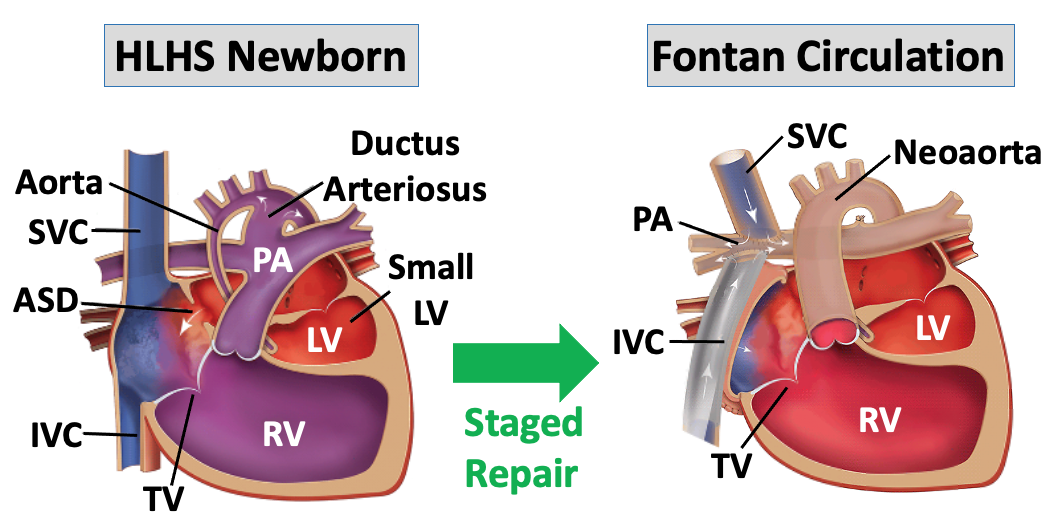 HLHS Newborn
Aorta
SVC
ASD
IVC
TV
Ductus
Arteriosus
PA
Small
LV
LV
RV
Staged
Repair
Fontan Circulation
SVC
Neoaorta
PA
IVC
TV
LV
RV